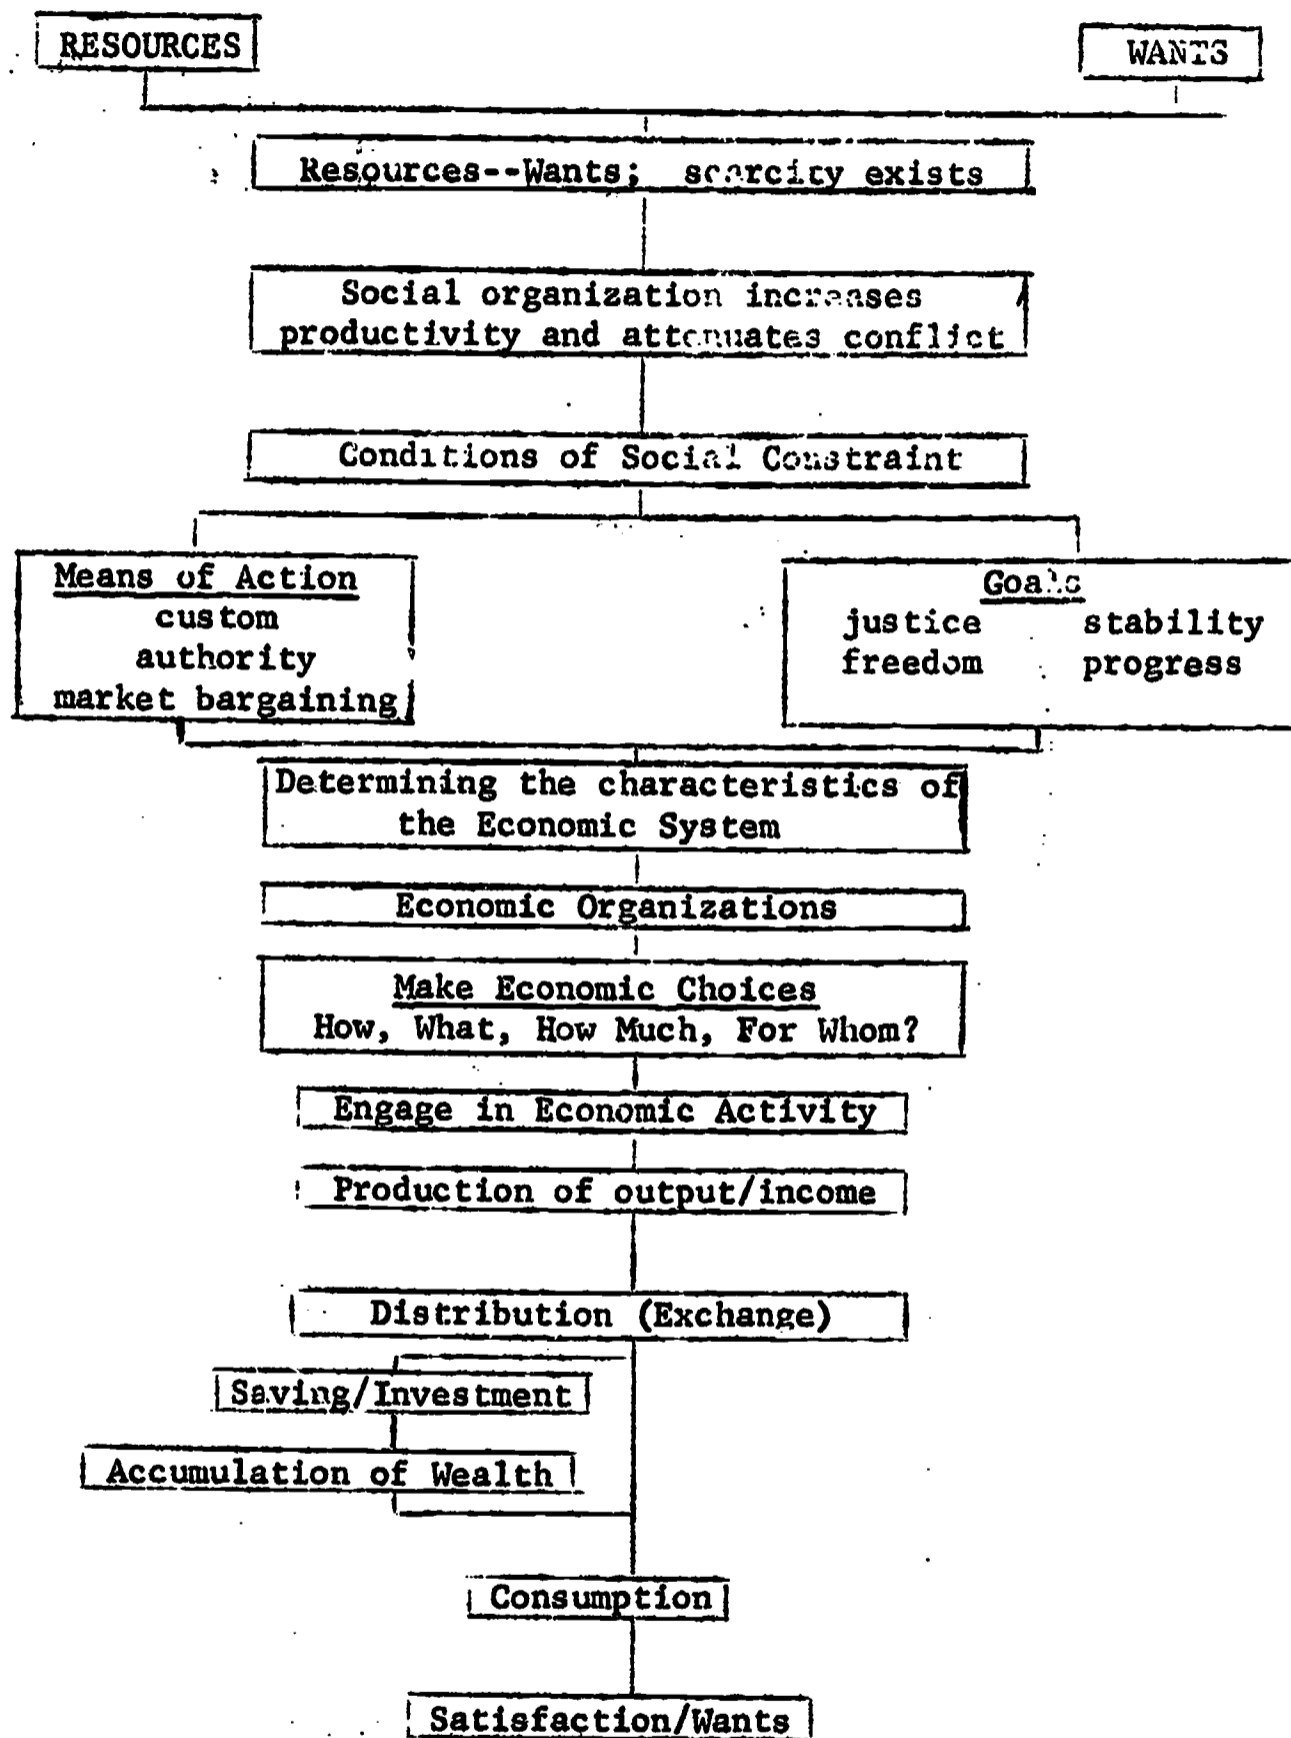 RESOURCES
WANTS
Resources--Wants; scarcity exists
Social organization increases
productivity and attenuates conflict
Conditions of Social Constraint
Means of Action
custom
authority
market bargaining
Goals
justice stability
freedom progress
Determining the characteristics of
the Economic System
Economic Organizations
Make Economic Choices
How, What, How Much, For Whom?
Engage in Economic Activity
Production of output/income
Distribution (Exchange)
Saving/Investment
Accumulation of Wealth
Consumption
Satisfaction/Wants